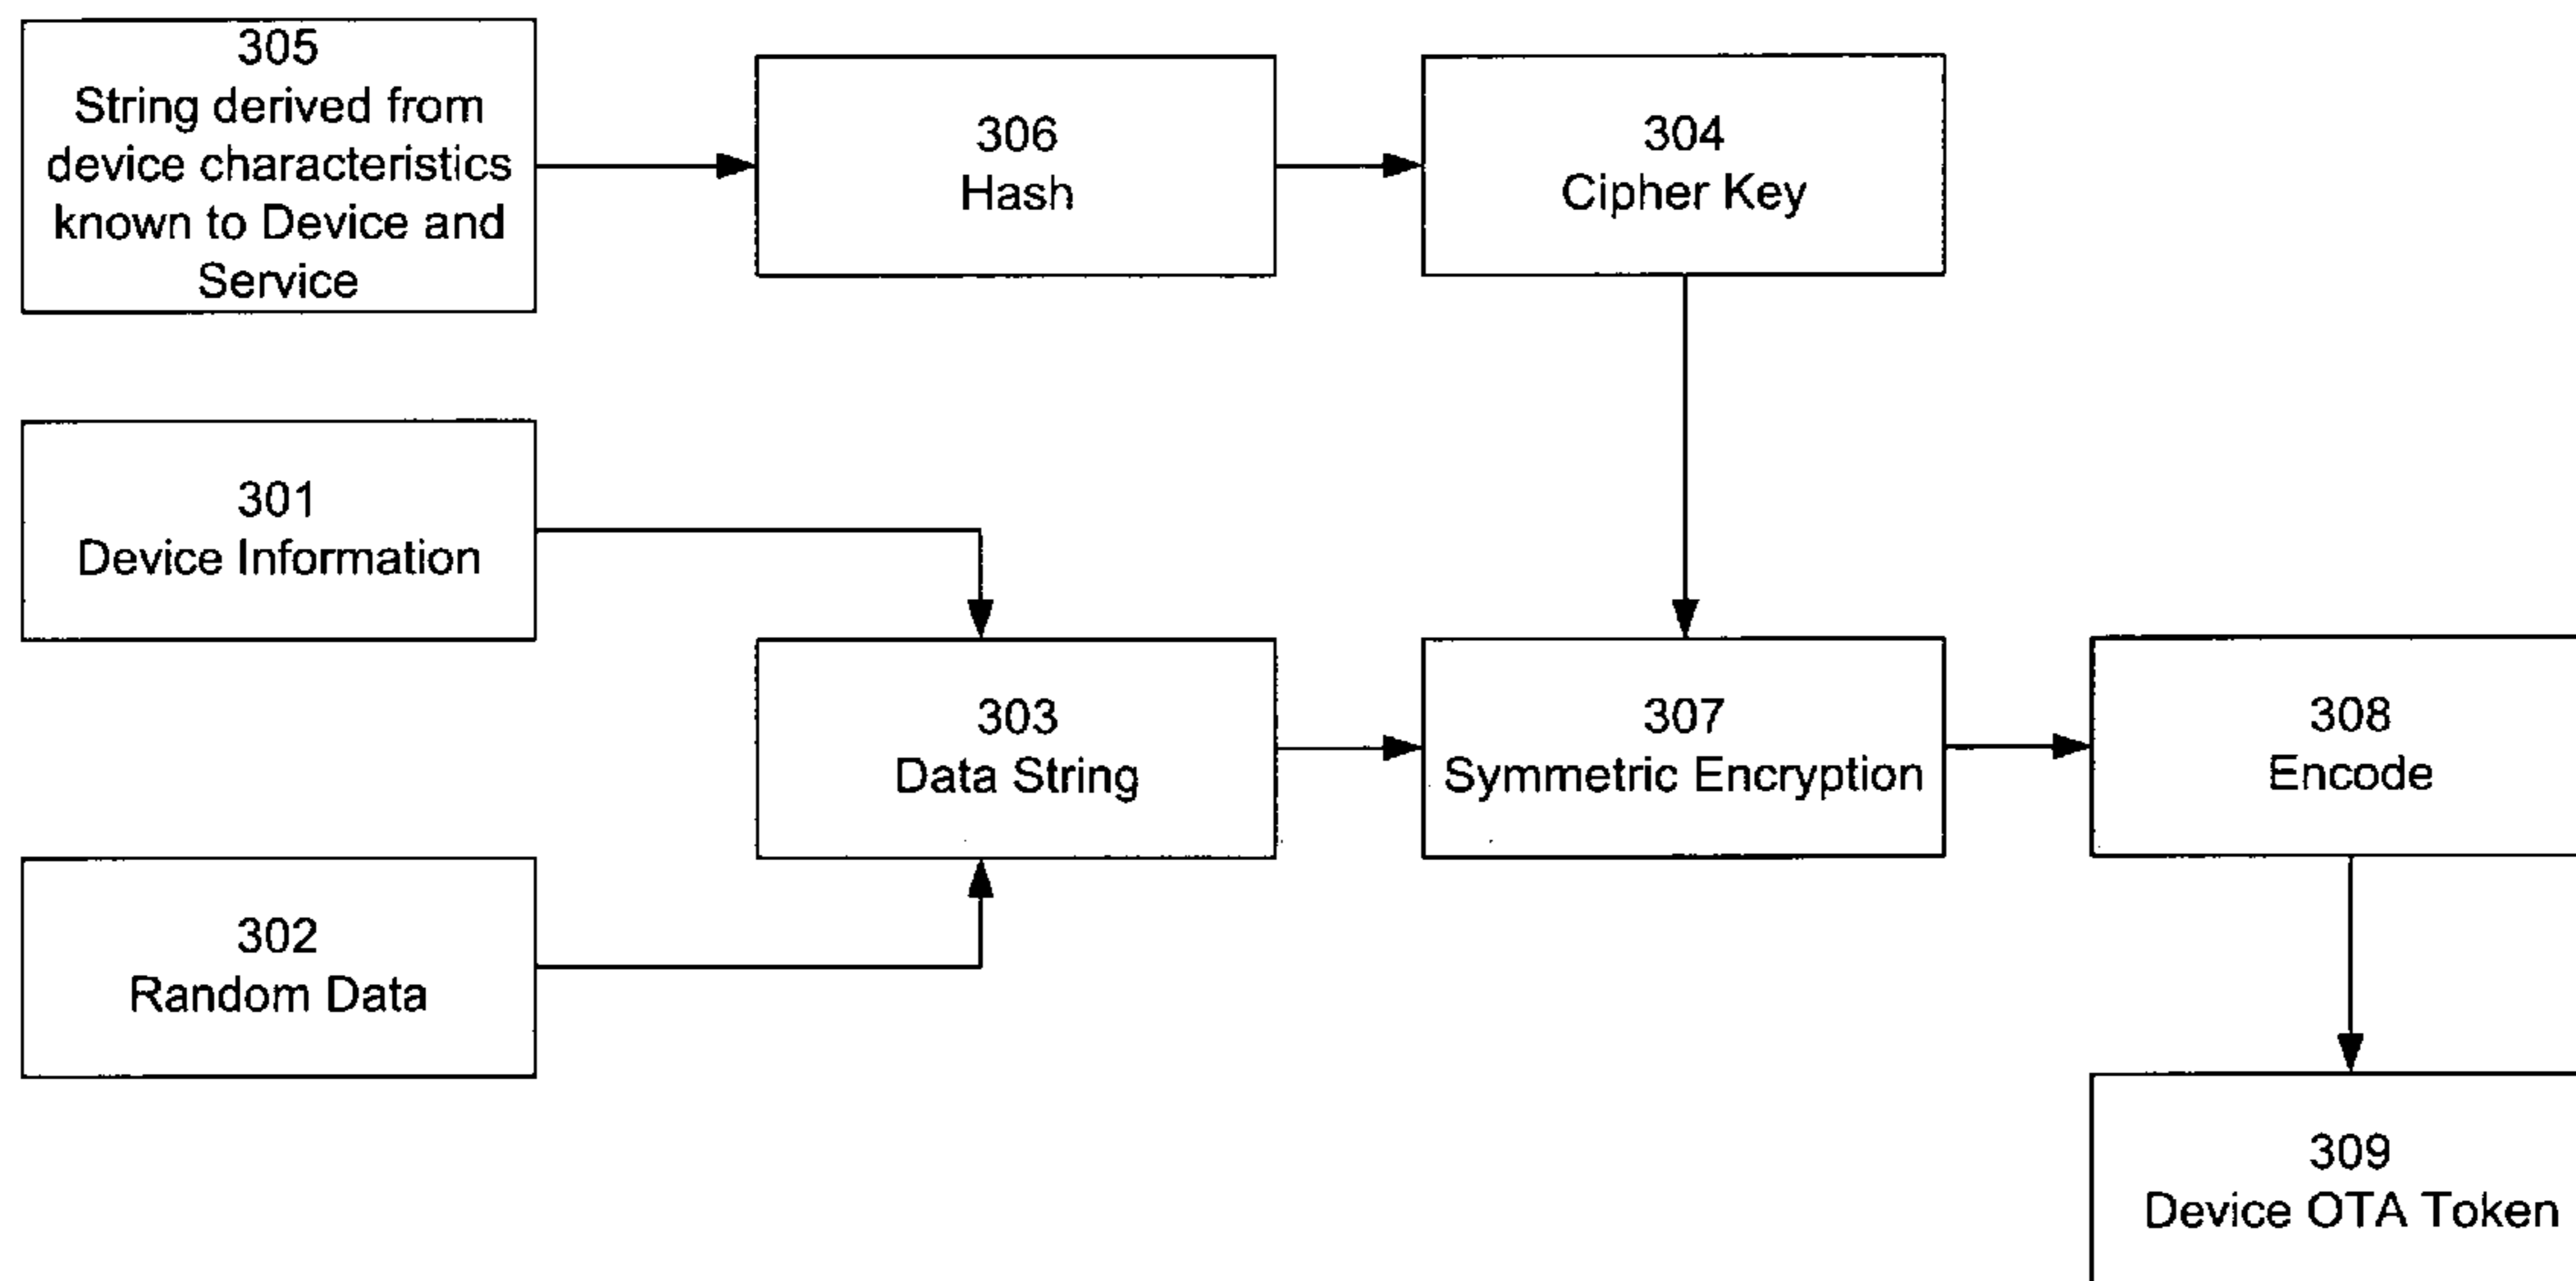 305
String derived from
device characteristics
known to Device and
Service
306
Hash
304
Cipher Key
301
Device Information
303
Data String
307
Symmetric Encryption
308
Encode
302
Random Data
309
Device OTA Token